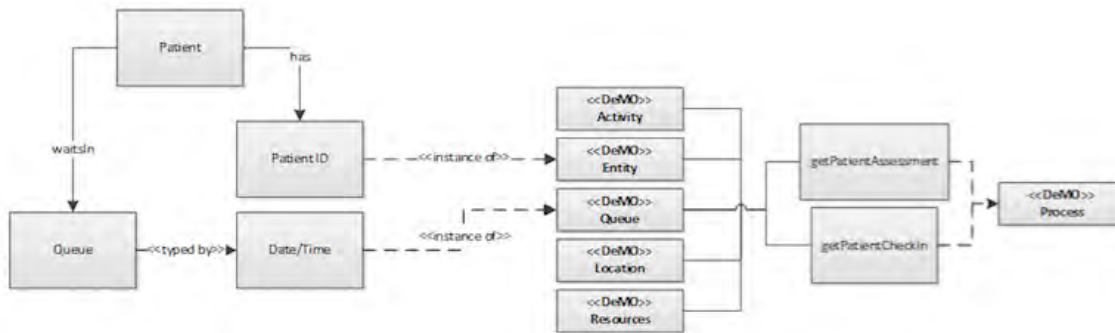 Patient
has
waitsIn
Patient ID
<<instance of>>
Queue
<<typed by>>
Date/Time
<<instance of>>
<<DeMO>>
Activity
<<DeMO>>
Entity
<<DeMO>>
Queue
<<DeMO>>
Location
<<DeMO>>
Resources
getPatientAssessment
getPatientCheckIn
<<DeMO>>
Process